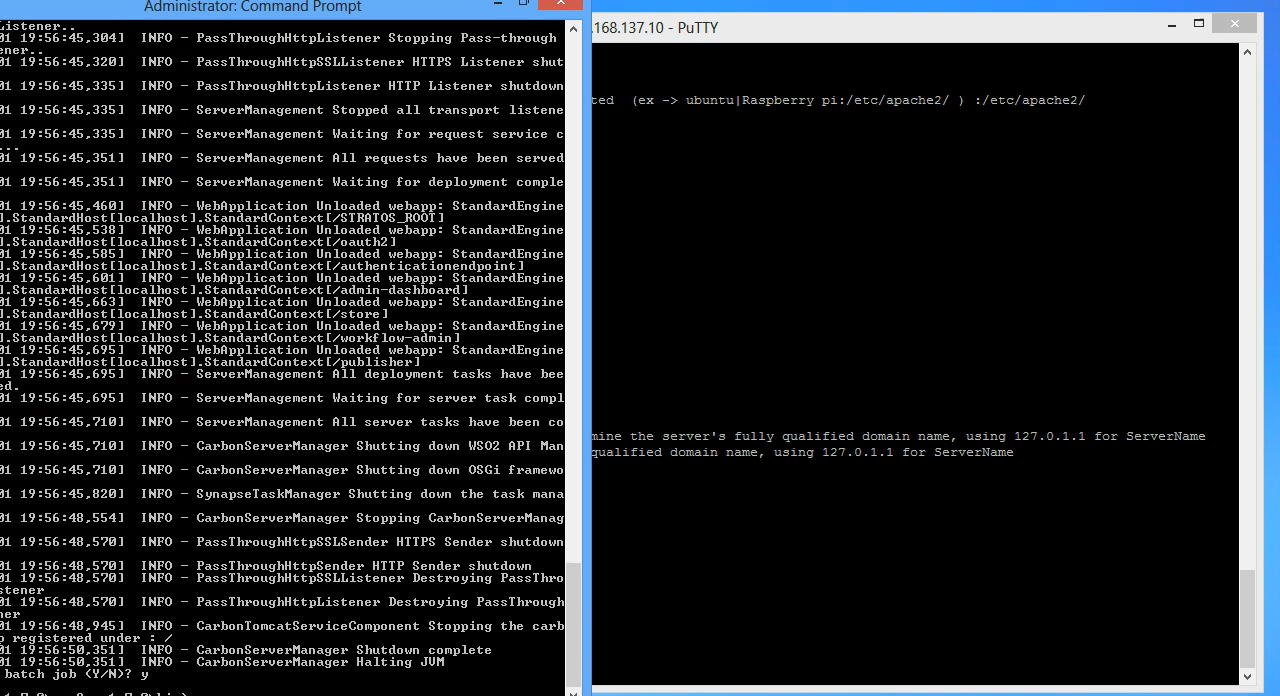 Administrator: Command Prompt
Listener..
01 19:56:45,304] INFO - PassThroughHttpListener Stopping Pass-through
ener..
01 19:56:45,320] INFO - PassThroughHttpSSLListener HTTPS Listener shut
01 19:56:45,335] INFO - PassThroughHttpListener HTTP Listener shutdown
01 19:56:45,335] INFO - ServerManagement Stopped all transport listene
01 19:56:45,335] INFO - ServerManagement Waiting for request service c
...
01 19:56:45,351] INFO - ServerManagement All requests have been served
01 19:56:45,351] INFO - ServerManagement Waiting for deployment comple
01 19:56:45,460] INFO - WebApplication Unloaded webapp: StandardEngine
].StandardHost[localhost].StandardContext[/STRATOS_ROOT]
01 19:56:45,538] INFO - WebApplication Unloaded webapp: StandardEngine
].StandardHost[localhost].StandardContext[/oauth2]
01 19:56:45,585] INFO - WebApplication Unloaded webapp: StandardEngine
].StandardHost[localhost].StandardContext[/authenticationendpoint]
01 19:56:45,601] INFO - WebApplication Unloaded webapp: StandardEngine
].StandardHost[localhost].StandardContext[/admin-dashboard]
01 19:56:45,663] INFO - WebApplication Unloaded webapp: StandardEngine
].StandardHost[localhost].StandardContext[/store]
01 19:56:45,679] INFO - WebApplication Unloaded webapp: StandardEngine
].StandardHost[localhost].StandardContext[/workflow-admin]
01 19:56:45,695] INFO - WebApplication Unloaded webapp: StandardEngine
].StandardHost[localhost].StandardContext[/publisher]
01 19:56:45,695] INFO - ServerManagement All deployment tasks have bee
ed.
01 19:56:45,695] INFO - ServerManagement Waiting for server task compl
01 19:56:45,710] INFO - ServerManagement All server tasks have been co
01 19:56:45,710] INFO - CarbonServerManager Shutting down WSO2 API Man
01 19:56:45,710] INFO - CarbonServerManager Shutting down OSGi framewo
01 19:56:45,820] INFO - SynapseTaskManager Shutting down the task mana
01 19:56:48,554] INFO - CarbonServerManager Stopping CarbonServerManag
01 19:56:48,570] INFO - PassThroughHttpSSLSender HTTPS Sender shutdown
01 19:56:48,570] INFO - PassThroughHttpSender HTTP Sender shutdown
01 19:56:48,570] INFO - PassThroughHttpSSLListener Destroying PassThro
stener
01 19:56:48,570] INFO - PassThroughHttpListener Destroying PassThrough
ner
01 19:56:48,945] INFO - CarbonTomcatServiceComponent Stopping the carb
p registered under : /
01 19:56:50,351] INFO - CarbonServerManager Shutdown complete
01 19:56:50,351] INFO - CarbonServerManager Halting JVM
batch job (Y/N)? y
.168.137.10 - PuTTY
ted (ex -> ubuntu|Raspberry pi:/etc/apache2/ ) :/etc/apache2/
mine the server's fully qualified domain name, using 127.0.1.1 for ServerName
qualified domain name, using 127.0.1.1 for ServerName